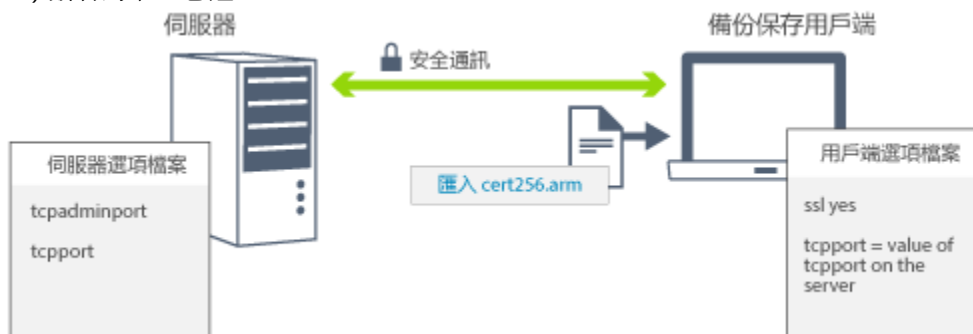 伺服器
備份保存用戶端
安全通訊
伺服器選項檔案
tcpadminport
tcpport
匯入 cert256.arm
用戶端選項檔案
ssl yes
tcpport = value of
tcpport on the
server